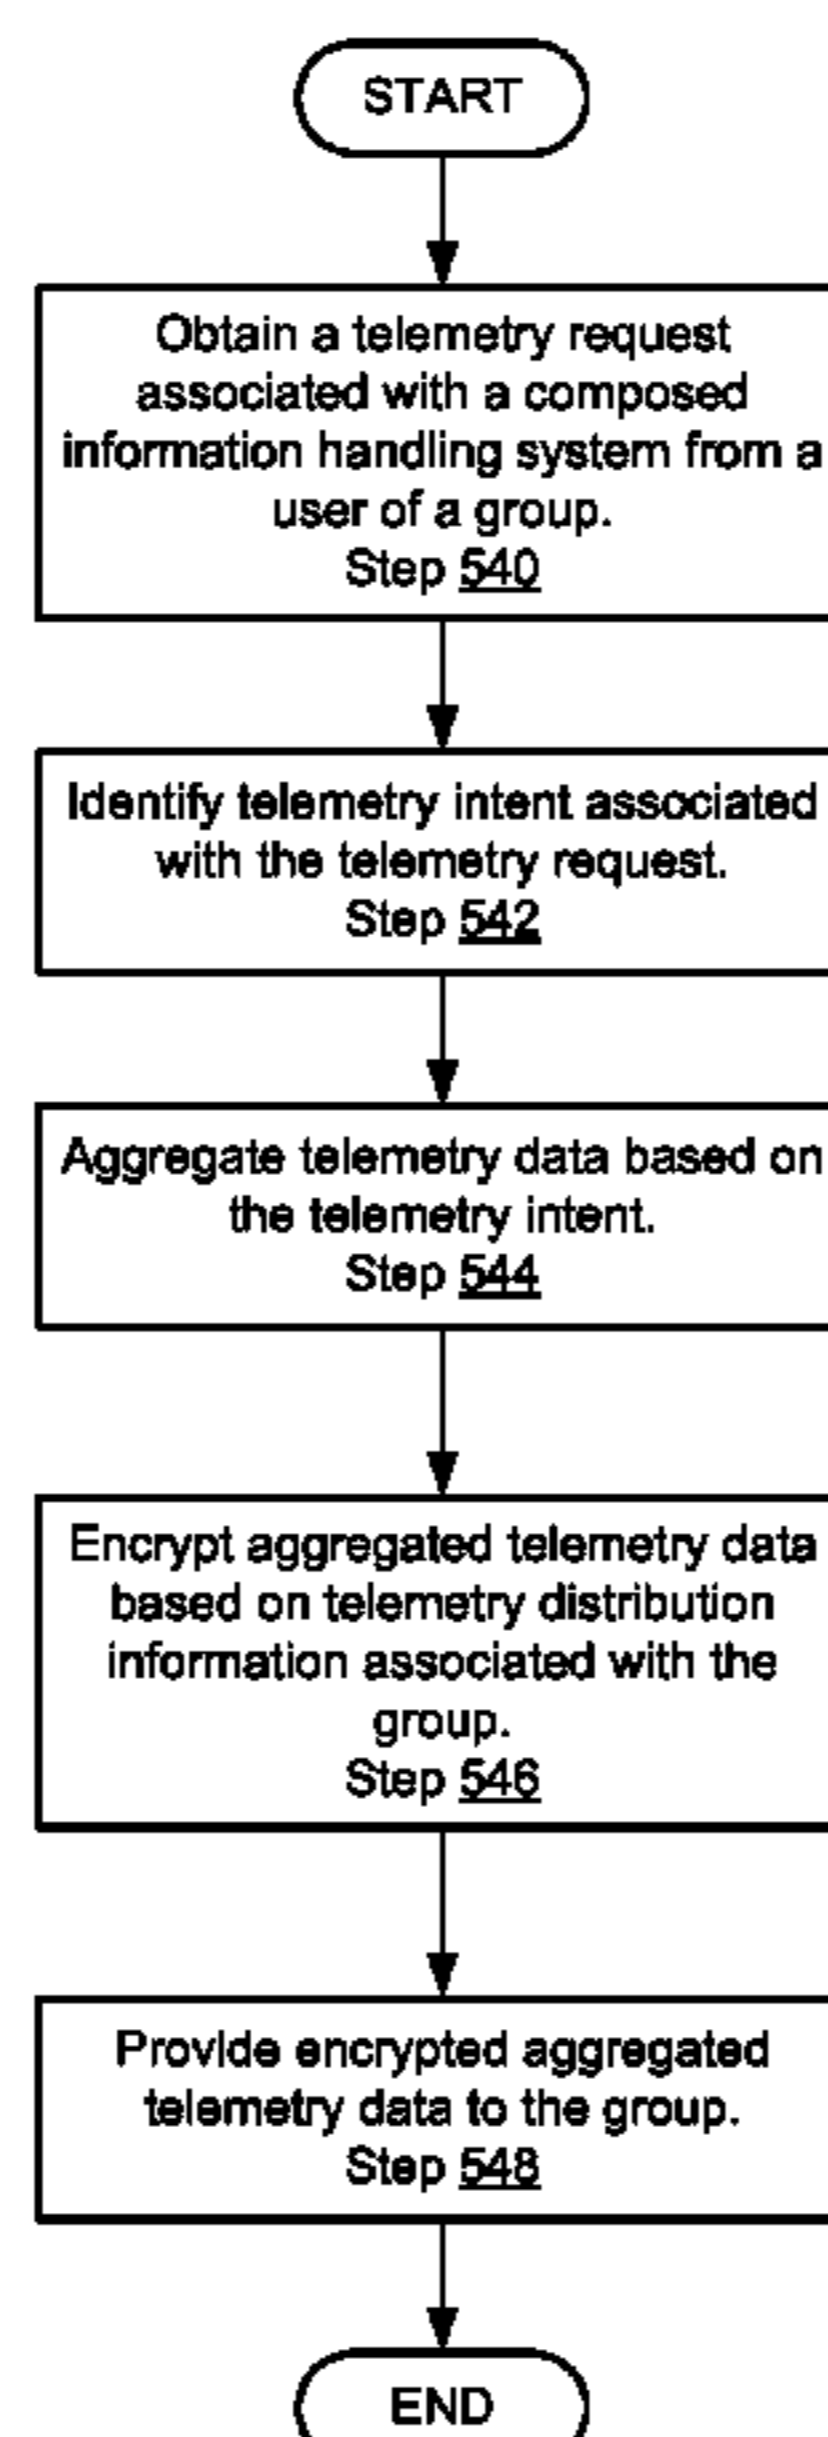 START
Obtain a telemetry request
associated with a composed
information handling system from a
user of a group.
Step 540
Identify telemetry intent associated
with the telemetry request.
Step 542
Aggregate telemetry data based on
the telemetry intent.
Step 544
Encrypt aggregated telemetry data
based on telemetry distribution
information associated with the
group.
Step 546
Provide encrypted aggregated
telemetry data to the group.
Step 548
END